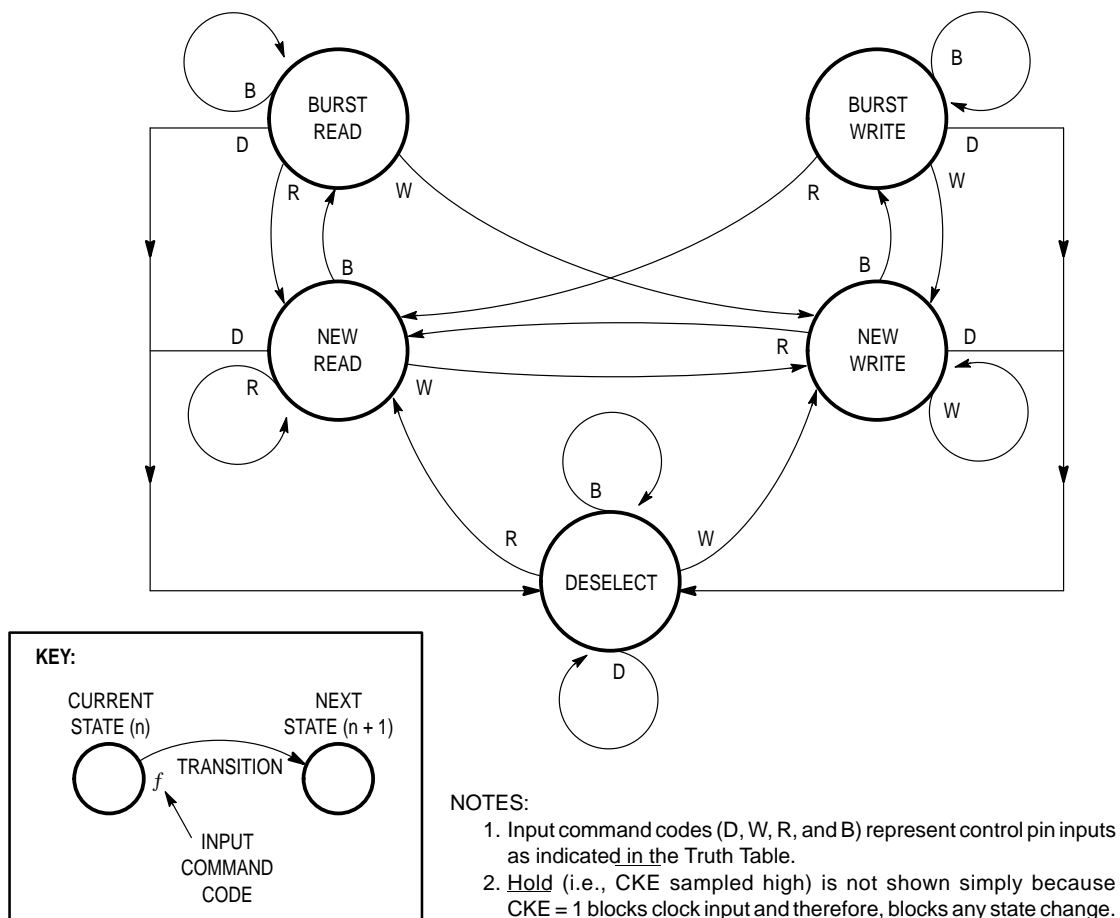 B
BURST
READ
D
R
W
B
BURST
WRITE
B
D
R
W
B
NEW
READ
D
R
W
NEW
WRITE
R
D
W
B
R
W
DESELECT
D
KEY:
CURRENT
STATE (n)
NEXT
STATE (n + 1)
TRANSITION
f
INPUT
COMMAND
CODE
NOTES:
1. Input command codes (D, W, R, and B) represent control pin inputs
as indicated in the Truth Table.
2. Hold (i.e., CKE sampled high) is not shown simply because
CKE = 1 blocks clock input and therefore, blocks any state change.